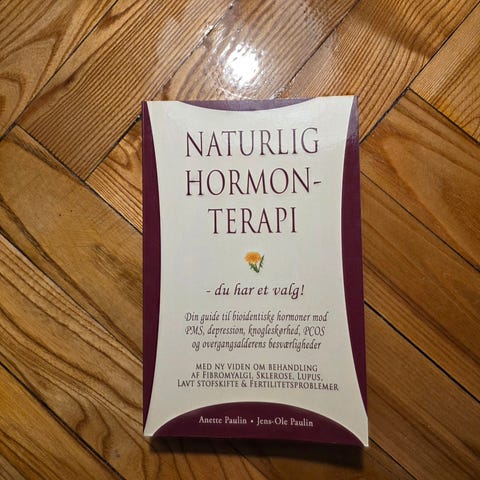 NATURLIG
HORMON-
TERAPI
- du har et valg!
Din guide til bioidentiske hormoner mod
PMS, depression, knogleskørhed, PCOS
og overgangsalderens besværligheder
MED NY VIDEN OM BEHANDLING
AF FIBROMYALGI, SKLEROSE, LUPUS,
LAVT STOFSKIFTE & FERTILITETSPROBLEMER
Anette Paulin • Jens-Ole Paulin